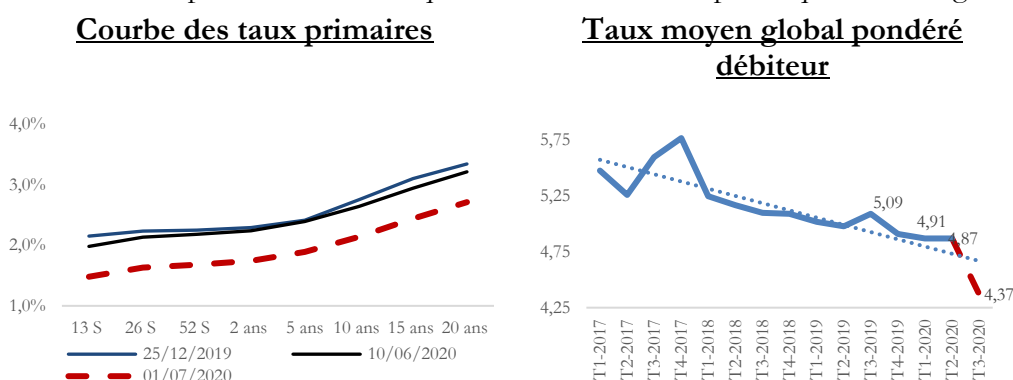 Courbe des taux primaires
4,0%
3,0%
2,0%
1,0%
13 S 26 S 52 S 2 ans 5 ans 10 ans 15 ans 20 ans
25/12/2019 10/06/2020
01/07/2020
Taux moyen global pondéré
débiteur
5,75
5,25
4,75
4,25
5,09
4,91
4,87
4,37
T1-2017
T2-2017
T3-2017
T4-2017
T1-2018
T2-2018
T3-2018
T4-2018
T1-2019
T2-2019
T3-2019
T4-2019
T1-2020
T2-2020
T3-2020